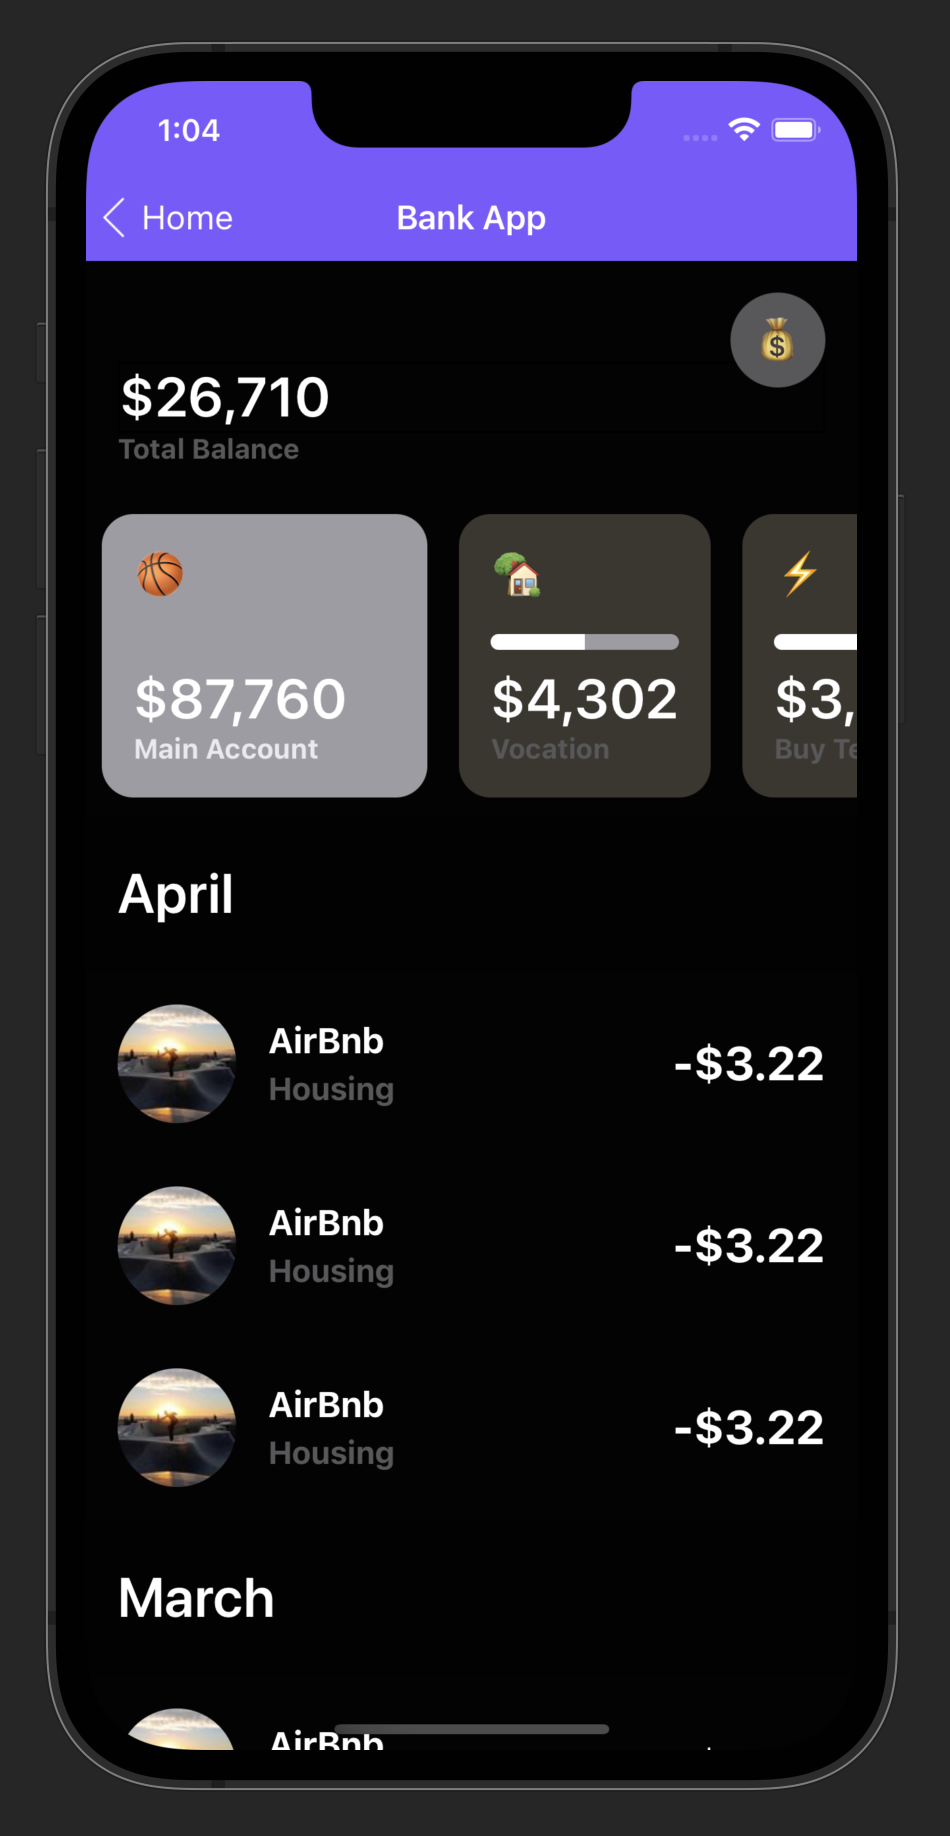 1:04
Home
Bank App
$26,710
Total Balance
$87,760
Main Account
$4,302
Vocation
$3,
Buy Te
April
AirBnb
Housing
-$3.22
AirBnb
Housing
-$3.22
AirBnb
Housing
-$3.22
March
AirBnb